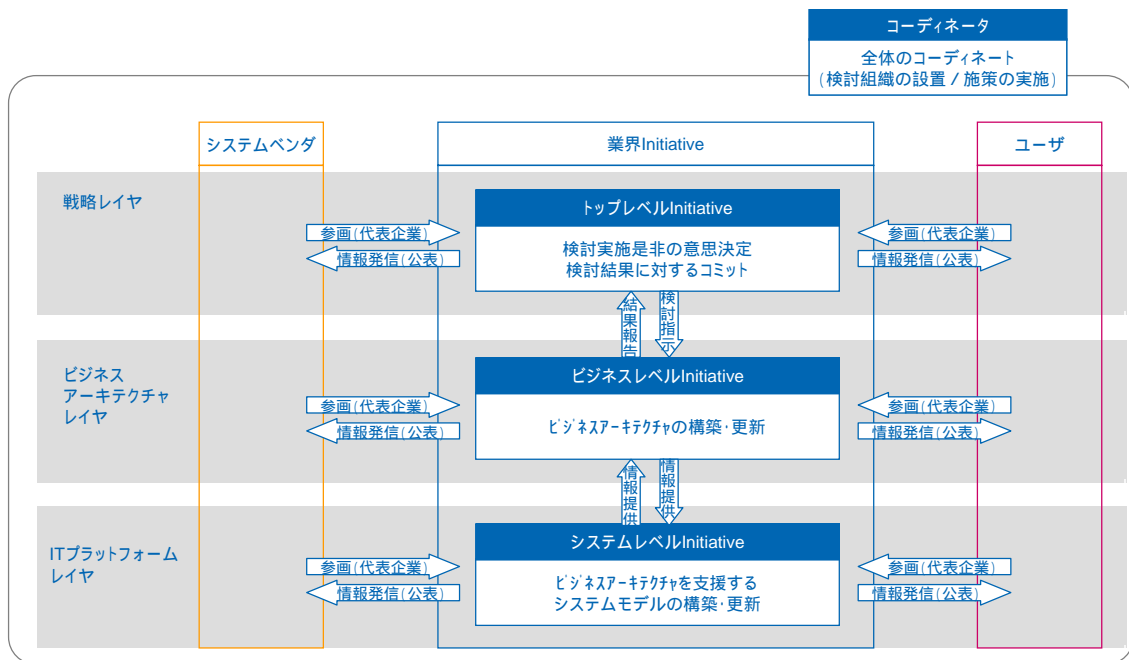 コーディネータ
全体のコーディネート
(検討組織の設置 / 施策の実施)
システムベンダ
業界Initiative
ユーザ
戦略レイヤ
トップレベルInitiative
検討実施是非の意思決定
検討結果に対するコミット
参画(代表企業)
情報発信(公表)
参画(代表企業)
情報発信(公表)
結果報告
検討指示
ビジネス
アーキテクチャ
レイヤ
ビジネスレベルInitiative
ﾋﾞｼﾞﾈｽｱｰｷﾃｸﾁｬの構築･更新
参画(代表企業)
情報発信(公表)
参画(代表企業)
情報発信(公表)
情報提供
情報提供
ITプラットフォーム
レイヤ
システムレベルInitiative
ﾋﾞｼﾞﾈｽｱｰｷﾃｸﾁｬを支援する
システムモデルの構築･更新
参画(代表企業)
情報発信(公表)
参画(代表企業)
情報発信(公表)